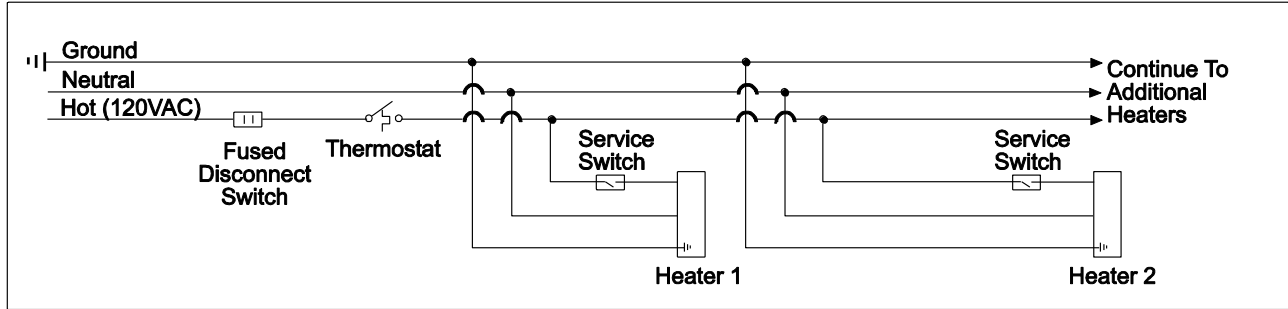 Ground
Neutral
Hot (120VAC)
Fused
Disconnect
Switch
Thermostat
Service
Switch
Heater 1
Service
Switch
Heater 2
Continue To
Additional
Heaters